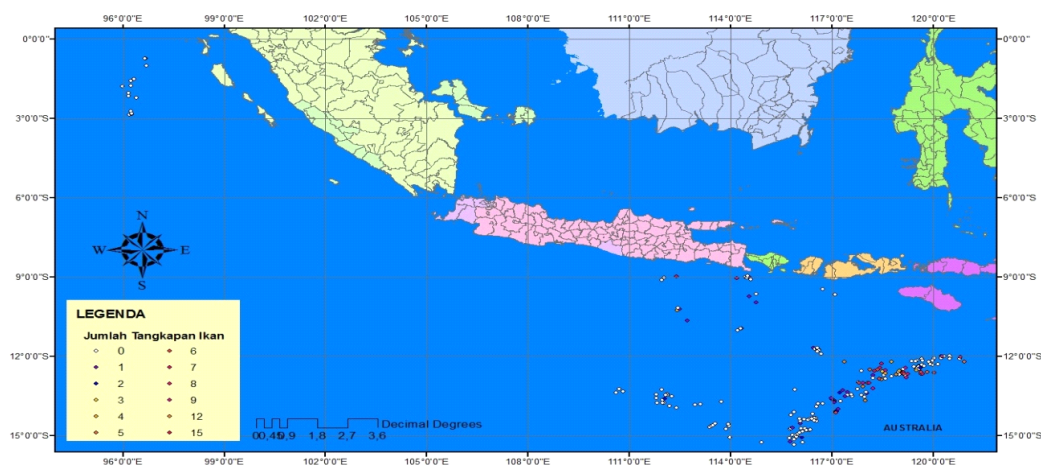 96°0'0"E 99°0'0"E 102°0'0"E 105°0'0"E 108°0'0"E 111°0'0"E 114°0'0"E 117°0'0"E 120°0'0"E
0°0'0" 0°0'0"
3°0'0"S 3°0'0"S
6°0'0"S 6°0'0"S
N
W E
S
9°0'0"S 9°0'0"S
LEGENDA
Jumlah Tangkapan Ikan
0 6
1 7
2 8
3 9
4 12
5 15
12°0'0"S 12°0'0"S
Decimal Degrees
0 0,45 0,9 1,8 2,7 3,6
AUSTRALIA
15°0'0"S 15°0'0"S
96°0'0"E 99°0'0"E 102°0'0"E 105°0'0"E 108°0'0"E 111°0'0"E 114°0'0"E 117°0'0"E 120°0'0"E